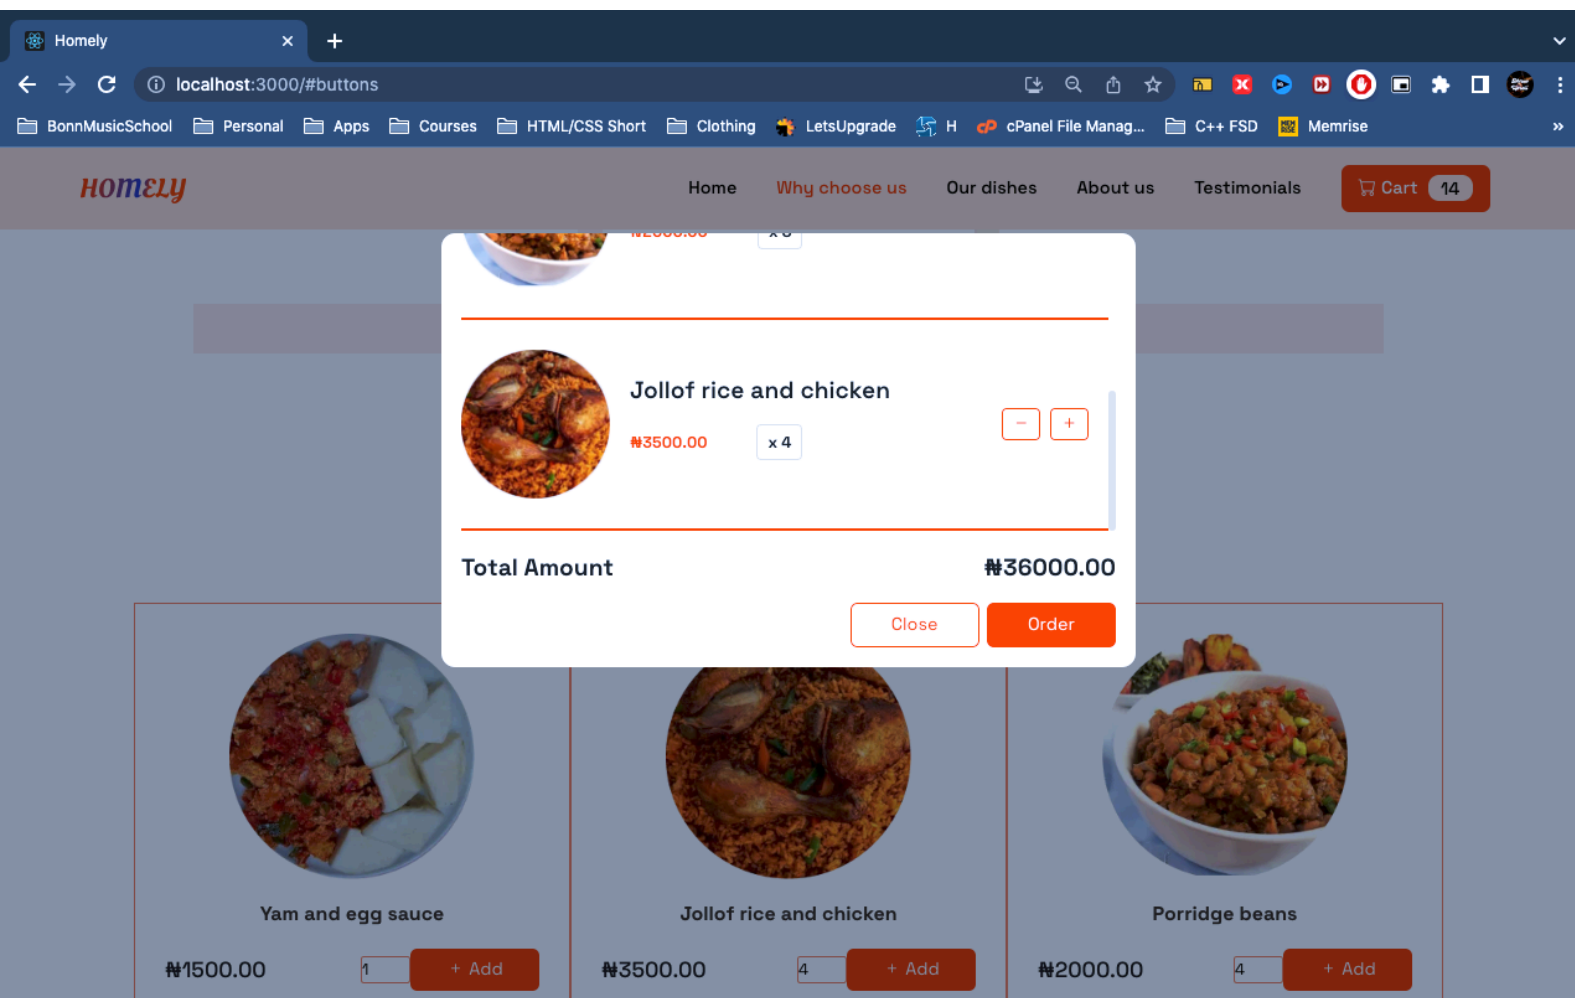 Homely
localhost:3000/#buttons
BonnMusicSchool Personal Apps Courses HTML/CSS Short Clothing LetsUpgrade H cPanel File Manag... C++ FSD Memrise »
HOMELY Home Why choose us Our dishes About us Testimonials Cart 14
Jollof rice and chicken
₦3500.00 x 4
− +
Total Amount ₦36000.00
Close Order
Yam and egg sauce Jollof rice and chicken Porridge beans
₦1500.00 1 + Add ₦3500.00 4 + Add ₦2000.00 4 + Add